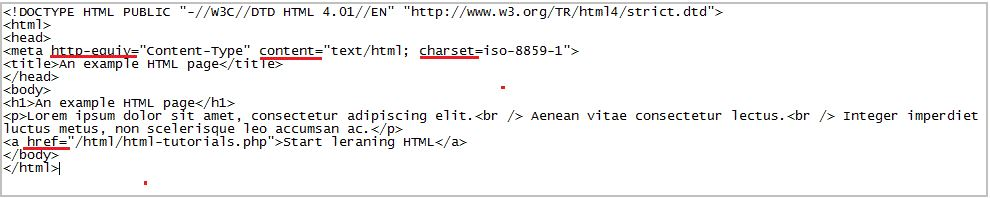 <!DOCTYPE HTML PUBLIC "-//W3C//DTD HTML 4.01//EN" "http://www.w3.org/TR/html4/strict.dtd">
<html>
<head>
<meta http-equiv="Content-Type" content="text/html; charset=iso-8859-1">
<title>An example HTML page</title>
</head>
<body>
<h1>An example HTML page</h1>
<p>Lorem ipsum dolor sit amet, consectetur adipiscing elit.<br /> Aenean vitae consectetur lectus.<br /> Integer imperdiet
luctus metus, non scelerisque leo accumsan ac.</p>
<a href="/html/html-tutorials.php">Start leraning HTML</a>
</body>
</html>